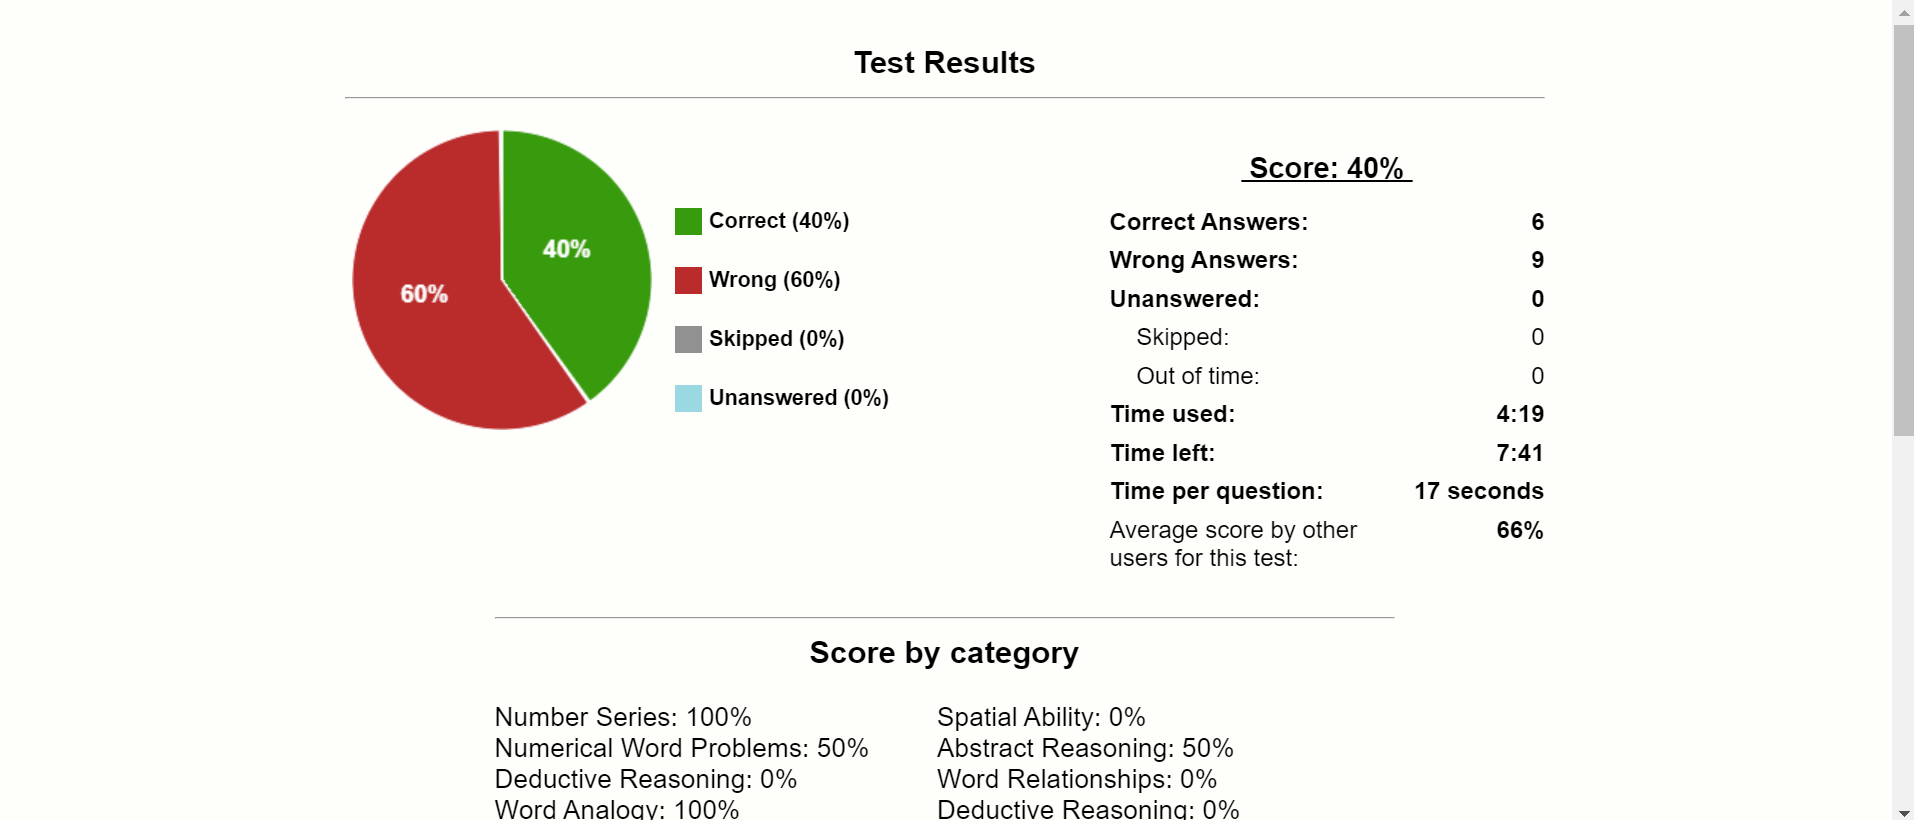 Test Results
40%
60%
Correct (40%)
Wrong (60%)
Skipped (0%)
Unanswered (0%)
Score: 40%
Correct Answers: 6
Wrong Answers: 9
Unanswered: 0
Skipped: 0
Out of time: 0
Time used: 4:19
Time left: 7:41
Time per question: 17 seconds
Average score by other 66%
users for this test:
Score by category
Number Series: 100%
Numerical Word Problems: 50%
Deductive Reasoning: 0%
Word Analogy: 100%
Spatial Ability: 0%
Abstract Reasoning: 50%
Word Relationships: 0%
Deductive Reasoning: 0%